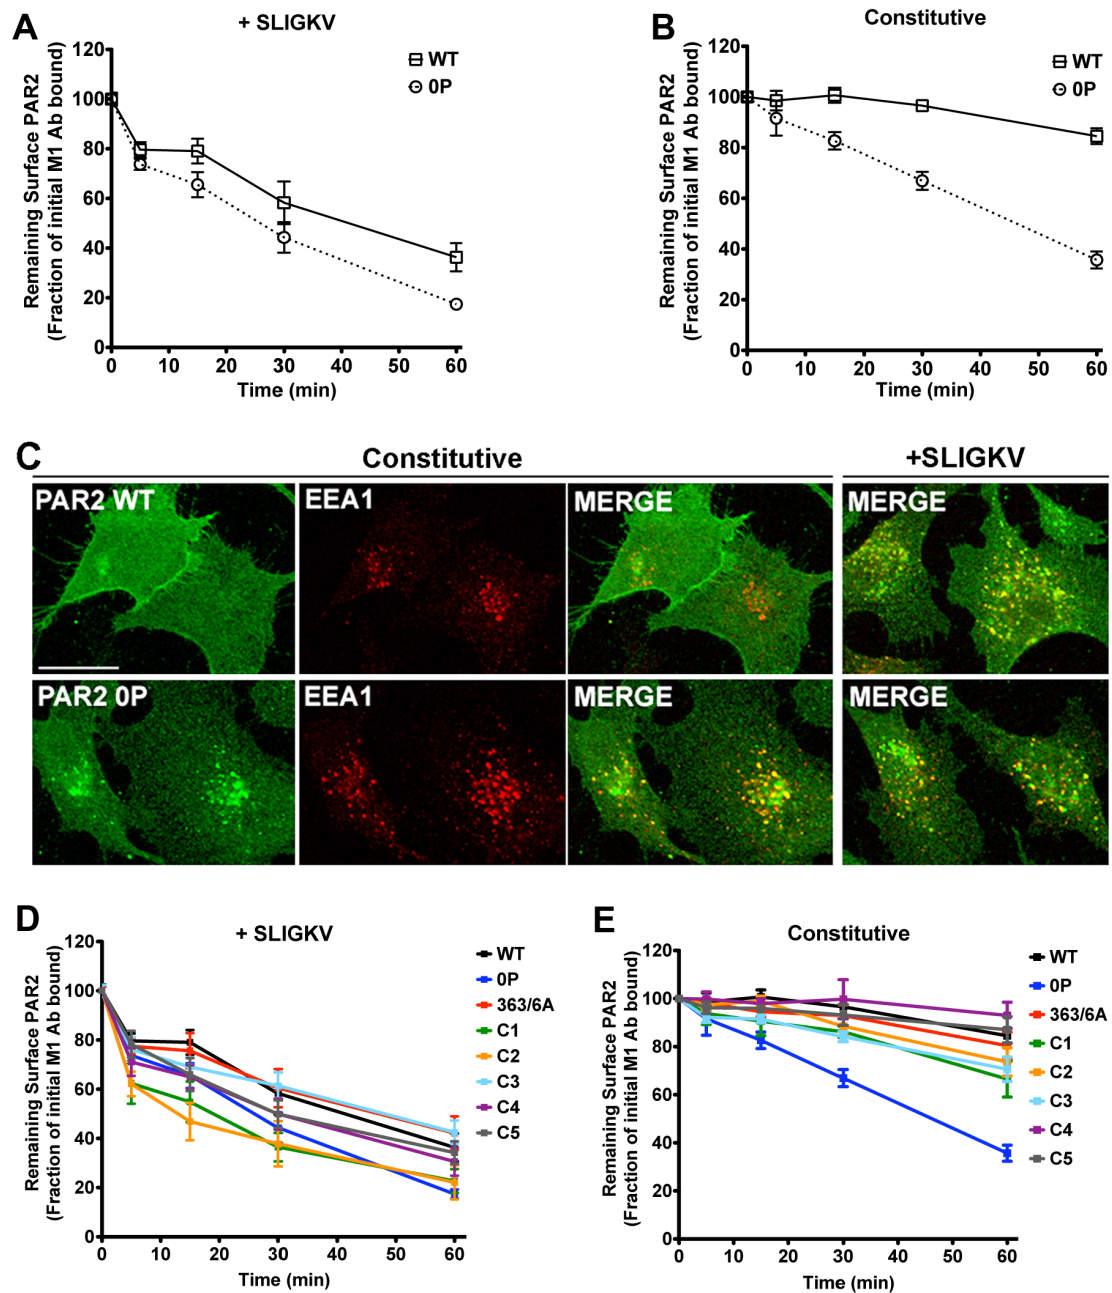 A
+ SLIGKV
Remaining Surface PAR2
(Fraction of initial M1 Ab bound)
120
100
80
60
40
20
0
0 10 20 30 40 50 60
Time (min)
WT
0P
B
Constitutive
Remaining Surface PAR2
(Fraction of initial M1 Ab bound)
120
100
80
60
40
20
0
0 10 20 30 40 50 60
Time (min)
WT
0P
C
Constitutive
+SLIGKV
PAR2 WT
EEA1
MERGE
MERGE
PAR2 0P
EEA1
MERGE
MERGE
D
+ SLIGKV
Remaining Surface PAR2
(Fraction of initial M1 Ab bound)
120
100
80
60
40
20
0
0 10 20 30 40 50 60
Time (min)
WT
0P
363/6A
C1
C2
C3
C4
C5
E
Constitutive
Remaining Surface PAR2
(Fraction of initial M1 Ab bound)
120
100
80
60
40
20
0
0 10 20 30 40 50 60
Time (min)
WT
0P
363/6A
C1
C2
C3
C4
C5